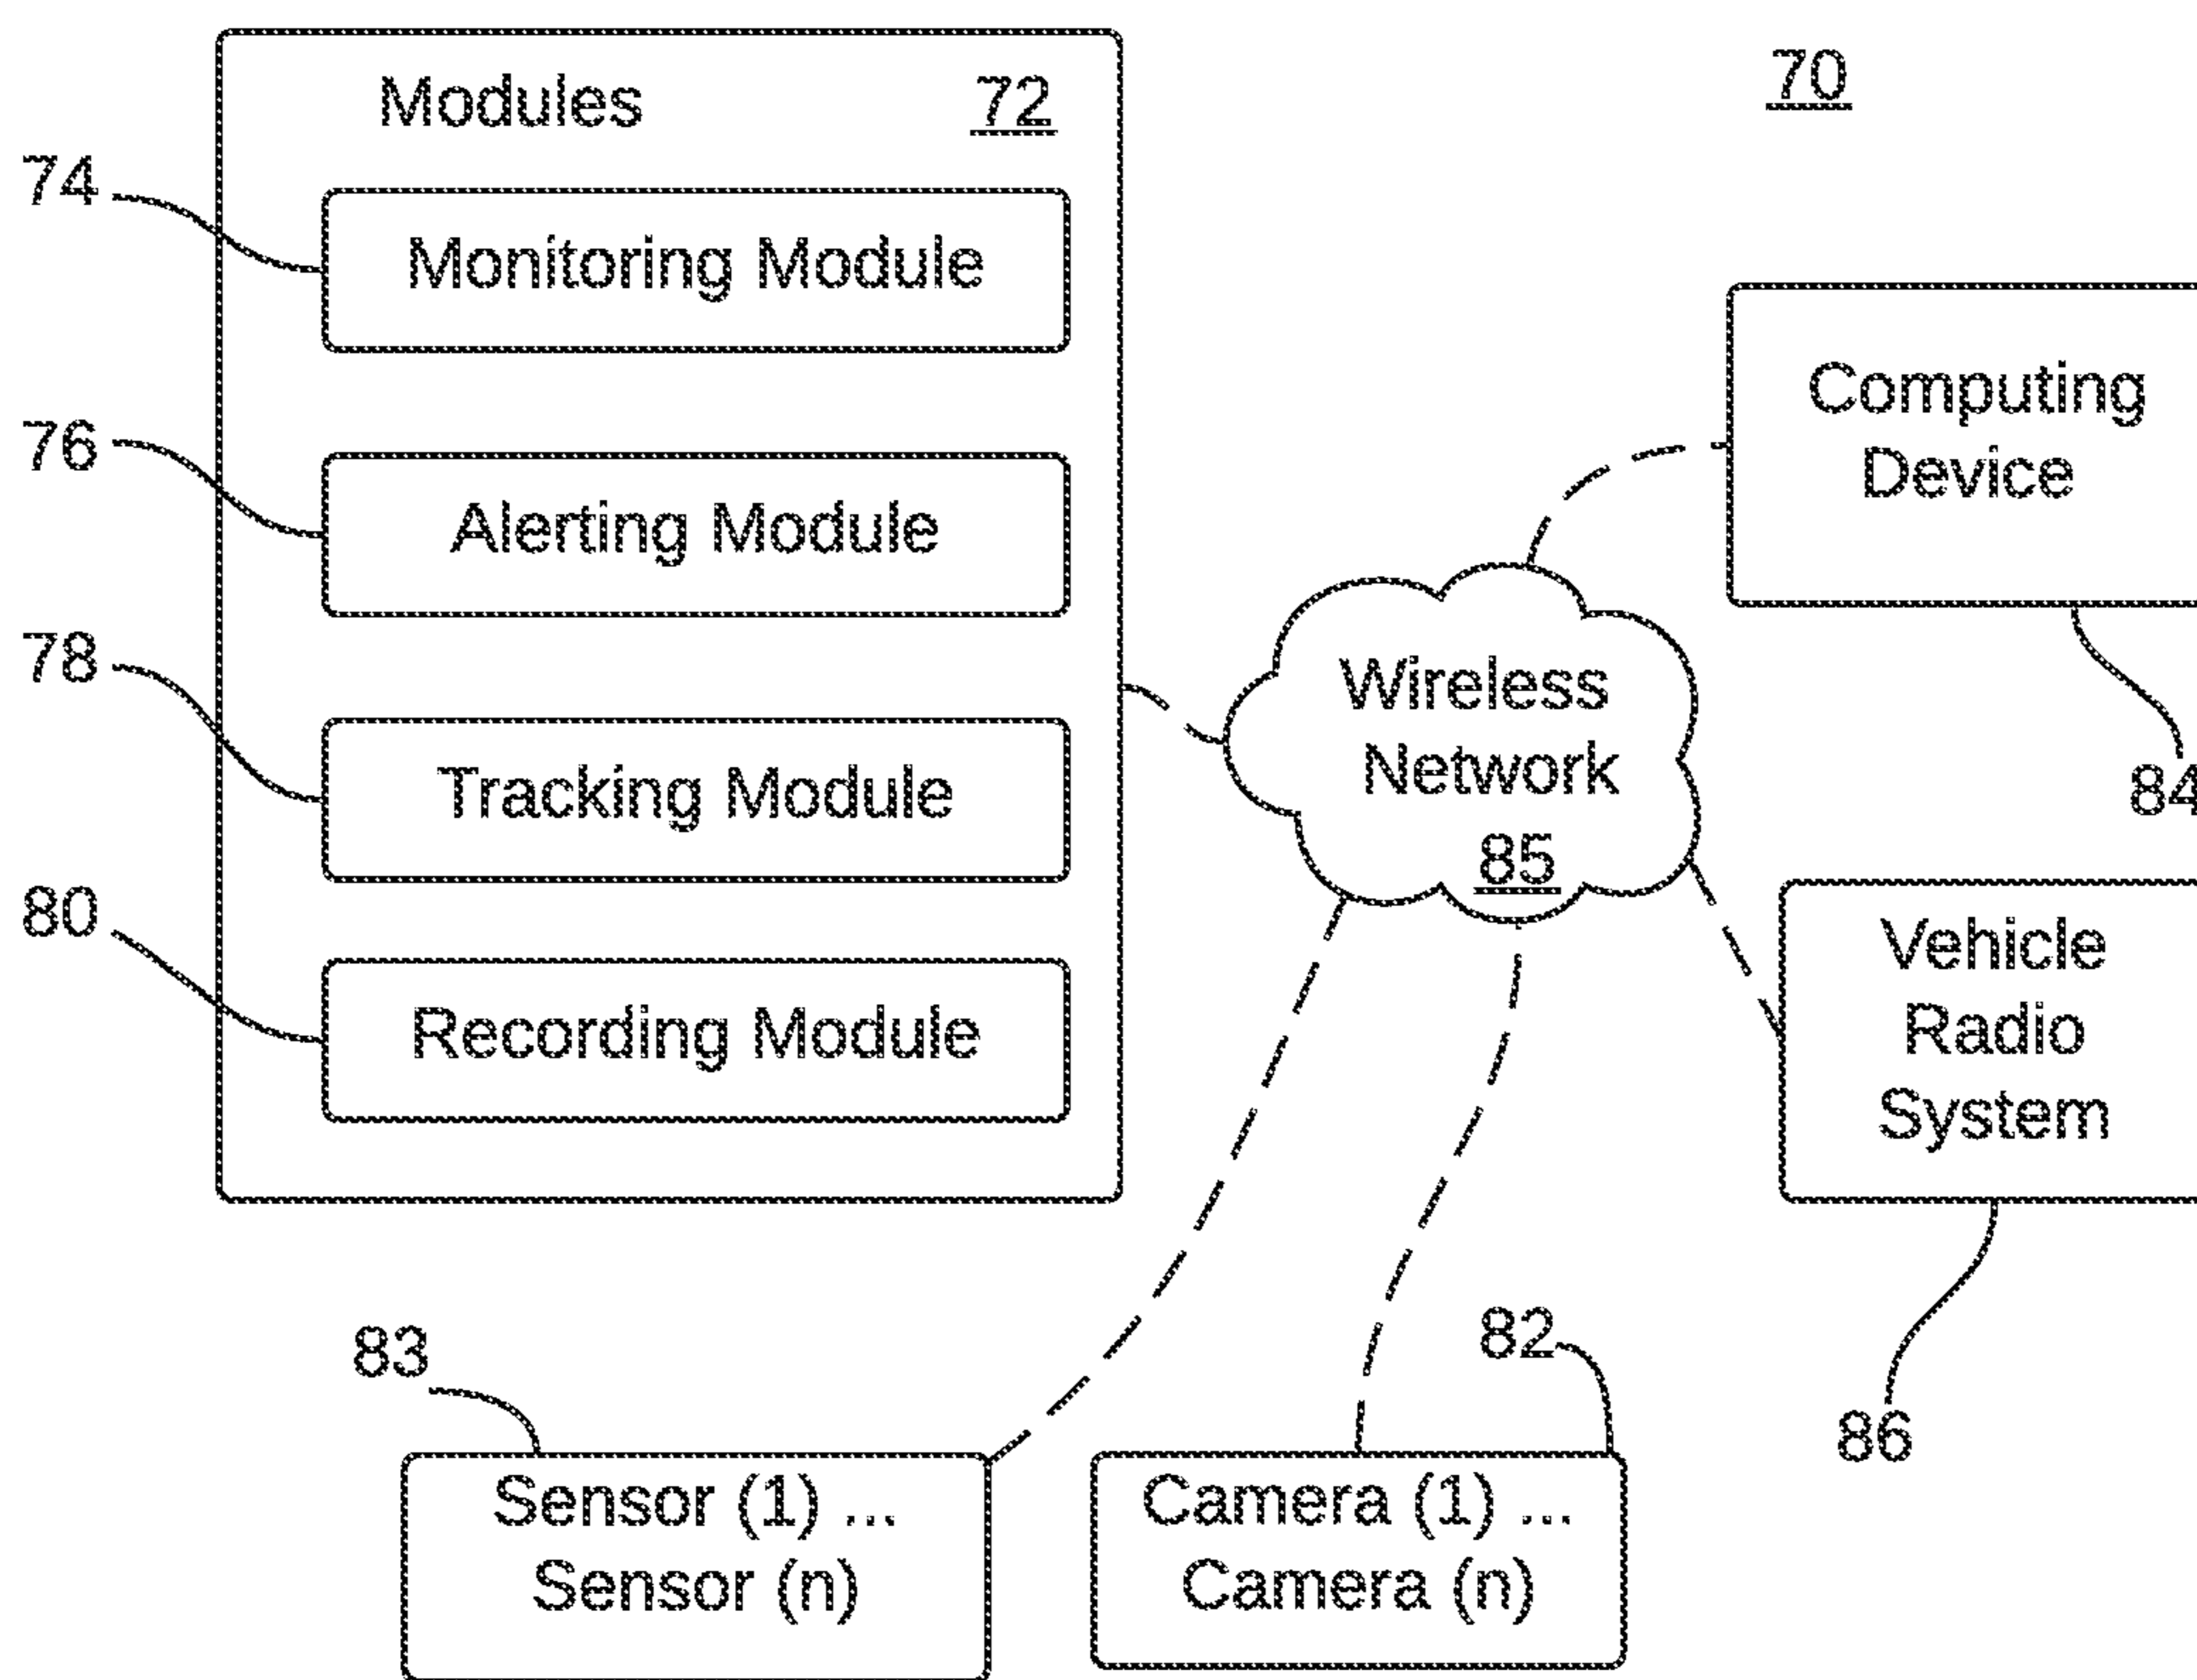 Modules 72
70
74
Monitoring Module
76
Alerting Module
78
Tracking Module
80
Recording Module
Computing
Device
84
Wireless
Network
85
Vehicle
Radio
System
86
83
Sensor (1) ...
Sensor (n)
82
Camera (1) ...
Camera (n)